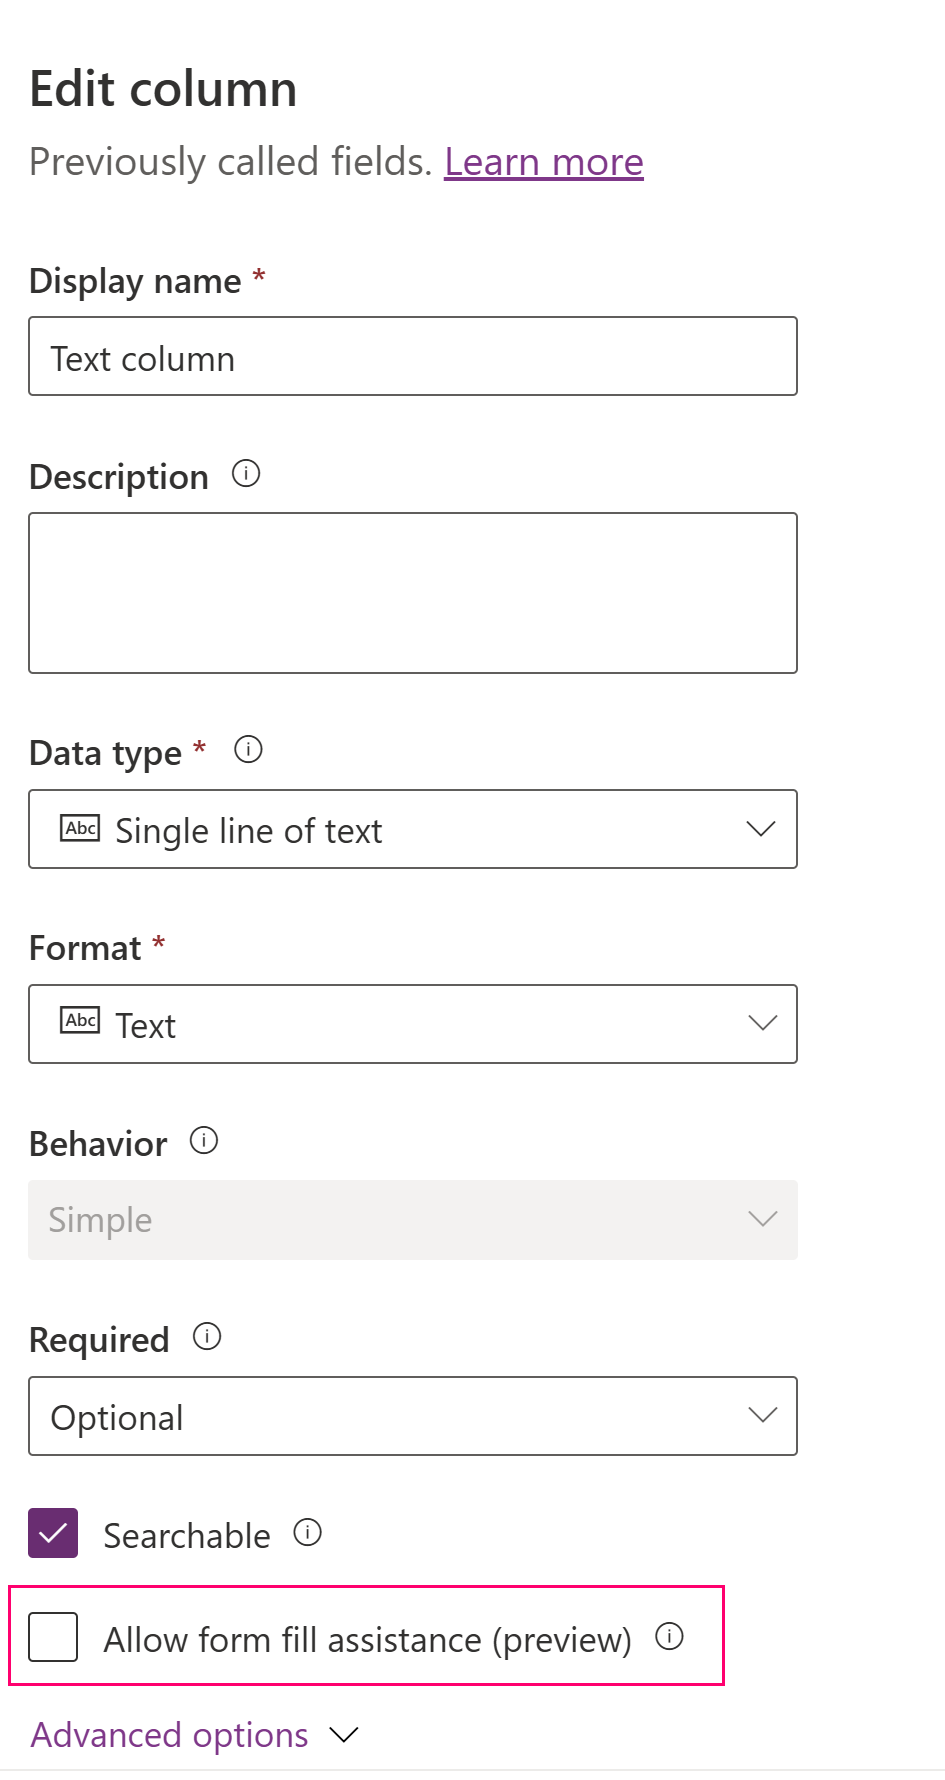 Edit column
Previously called fields. Learn more
Display name *
Text column
Description
Data type *
Abc Single line of text
Format *
Abc Text
Behavior
Simple
Required
Optional
Searchable
Allow form fill assistance (preview)
Advanced options